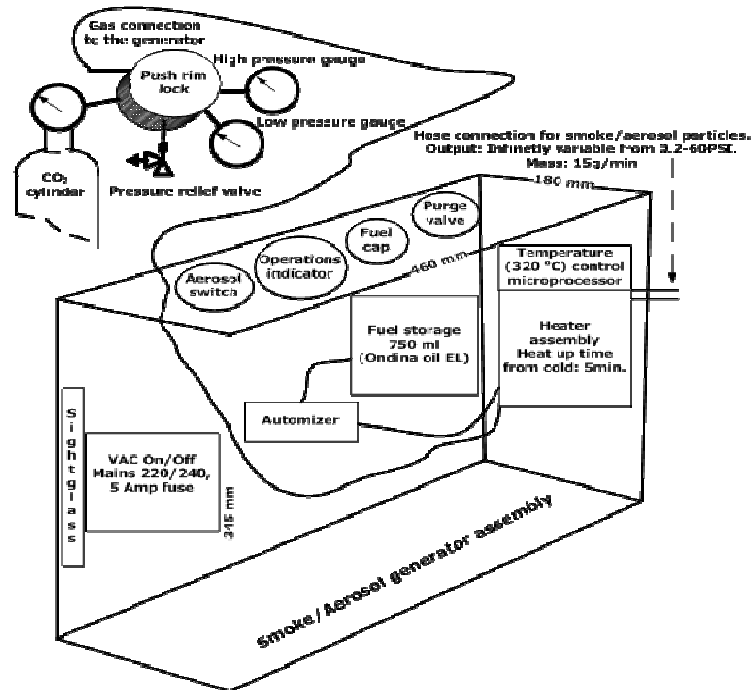 Gas connection
to the generator
High pressure gauge
Push rim
lock
Low pressure gauge
Hose connection for smoke/aerosol particles.
Output: Infinetly variable from 3.2-60PSI.
Mass: 15g/min
CO2
cylinder
Pressure relief valve
180 mm
Purge
valve
Fuel
cap
Operations
indicator
Aerosol
switch
460 mm
Temperature
(320 °C) control
microprocessor
Fuel storage
750 ml
(Ondina oil EL)
Heater
assembly
Heat up time
from cold: 5min.
Automizer
Sightglass
VAC On/Off
Mains 220/240,
5 Amp fuse
345 mm
Smoke/Aerosol generator assembly